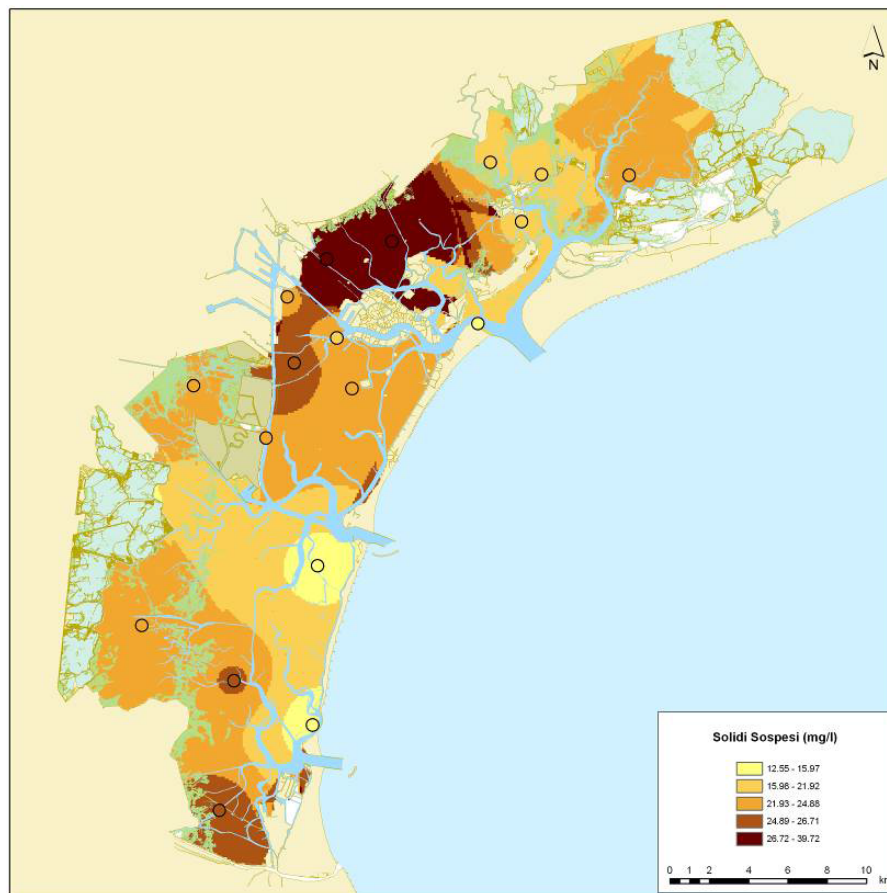 N
Solidi Sospesi (mg/l)
12.55 - 15.97
15.98 - 21.92
21.93 - 24.88
24.89 - 26.71
26.72 - 39.72
0 1 2 4 6 8 10